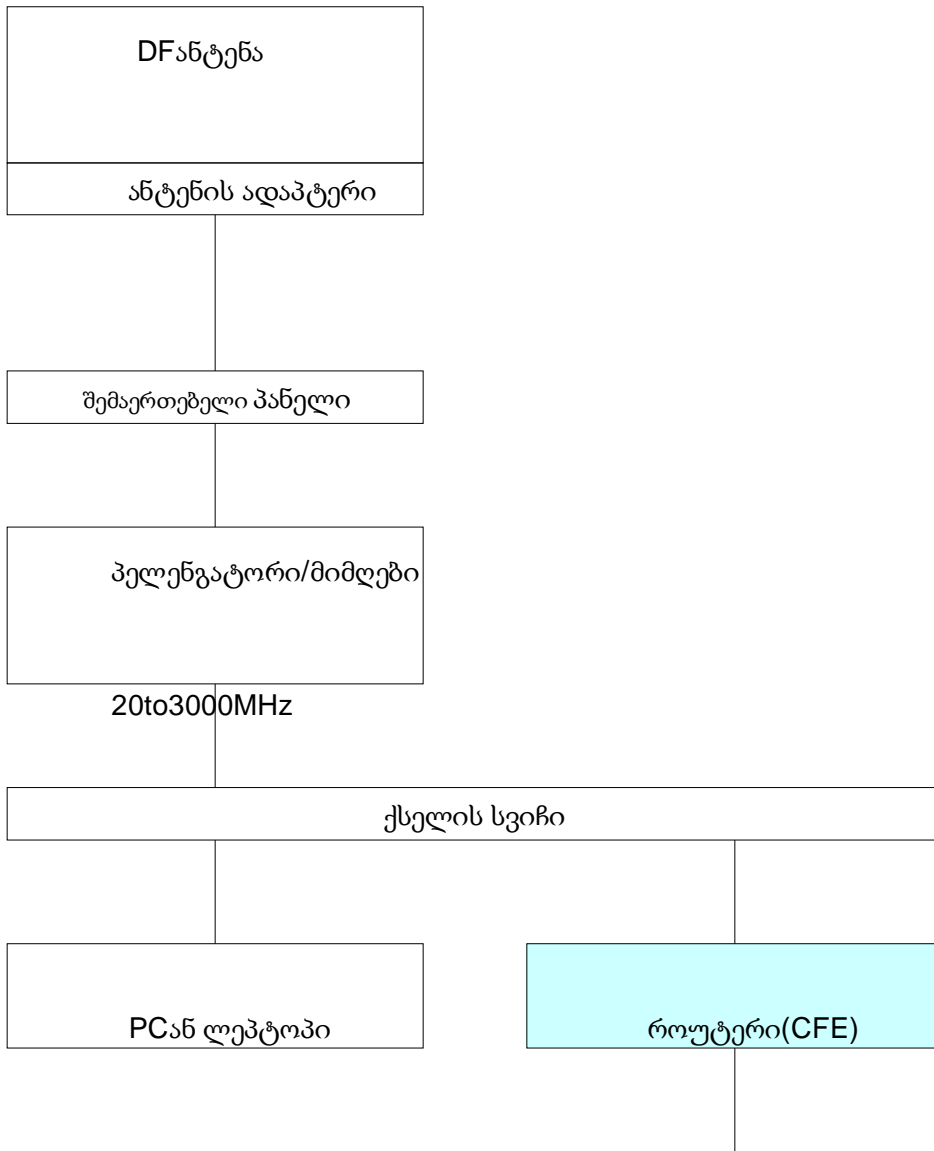 DFანტენა
ანტენის ადაპტერი
შემაერთებელი პანელი
პელენგატორი/მიმღები
20to3000MHz
ქსელის სვიჩი
PCან ლეპტოპი
როუტერი(CFE)